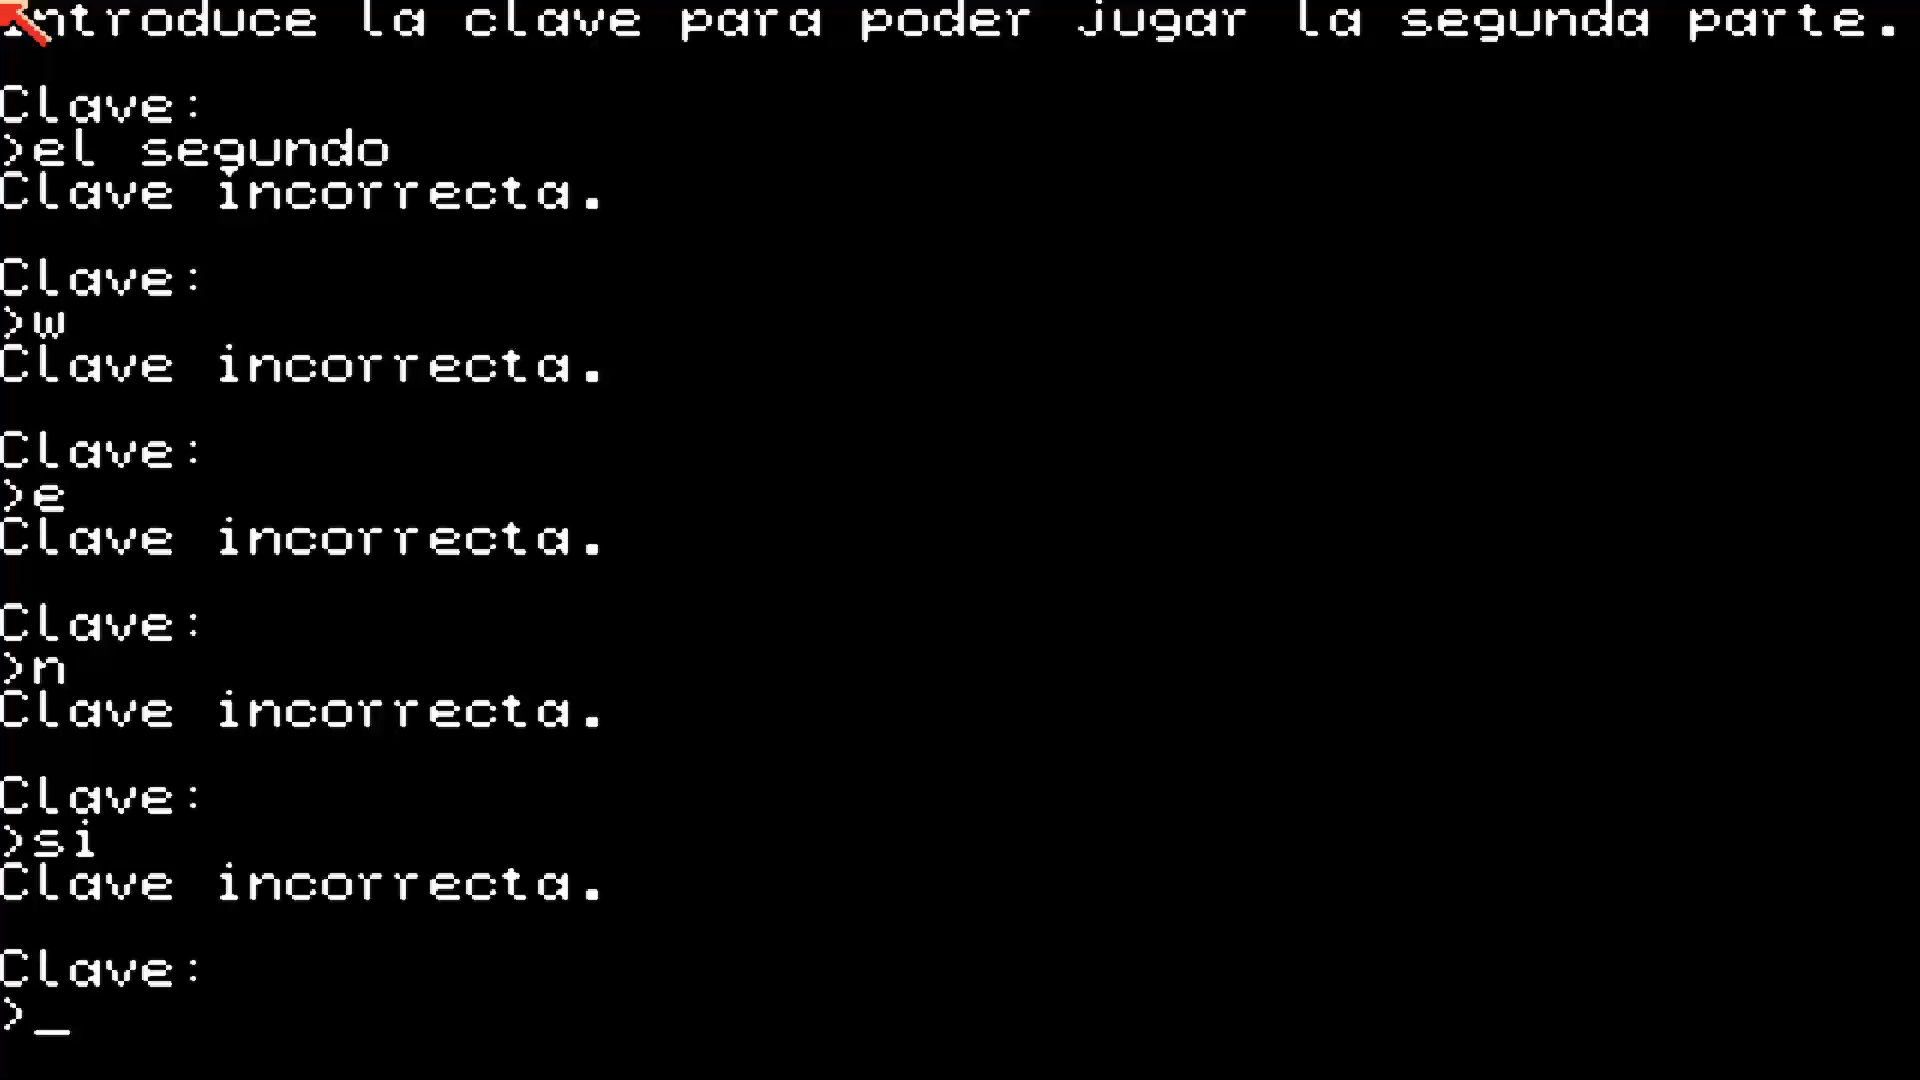 Introduce la clave para poder jugar la segunda parte.
Clave:
>el segundo
Clave incorrecta.
Clave:
>w
Clave incorrecta.
Clave:
>e
Clave incorrecta.
Clave:
>n
Clave incorrecta.
Clave:
>si
Clave incorrecta.
Clave:
>_